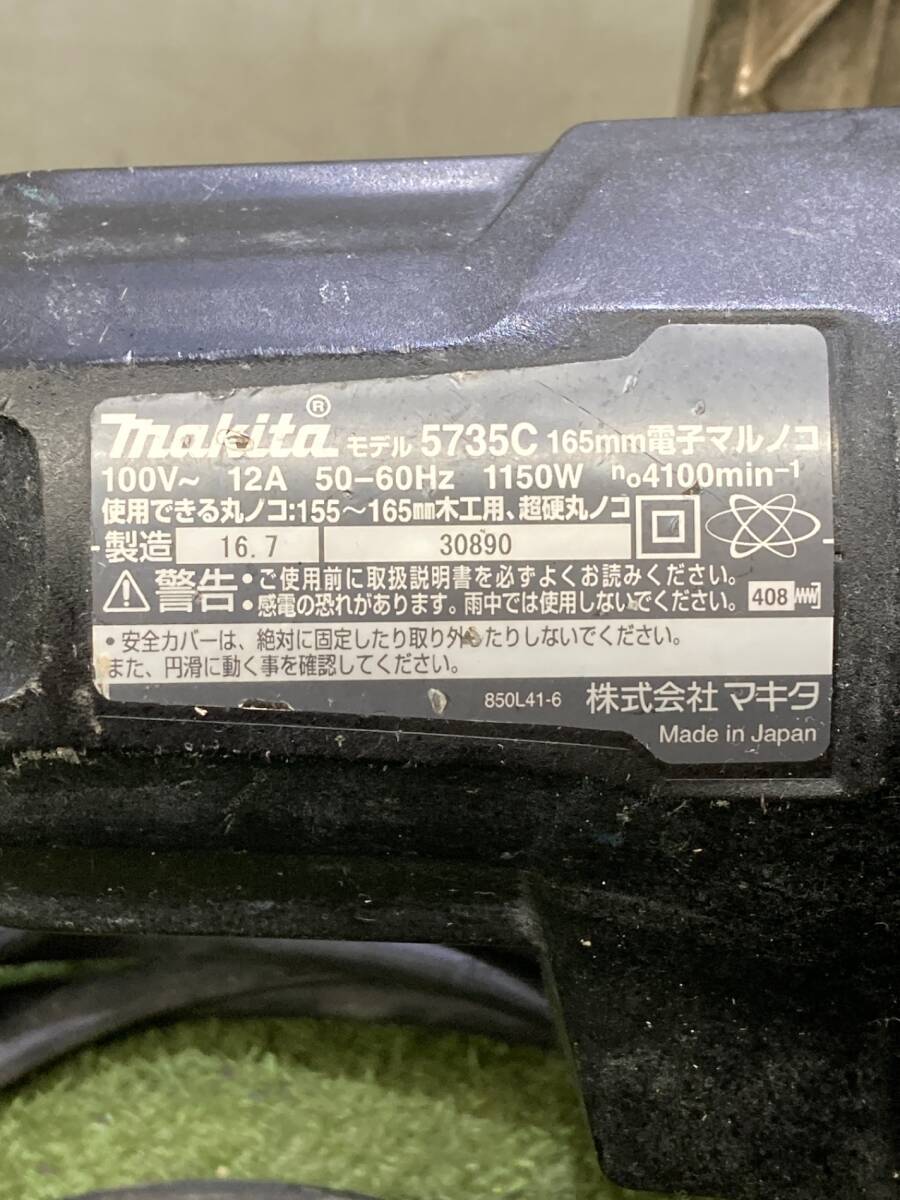 makita® モデル 5735C 165mm電子マルノコ
100V~ 12A 50-60Hz 1150W no4100min-1
使用できる丸ノコ:155~165mm木工用、超硬丸ノコ
製造 16.7 30890
警告 • ご使用前に取扱説明書を必ずよくお読みください。
• 感電の恐れがあります。雨中では使用しないでください。 408
• 安全カバーは、絶対に固定したり取り外したりしないでください。
また、円滑に動く事を確認してください。
850L41-6 株式会社 マキタ
Made in Japan